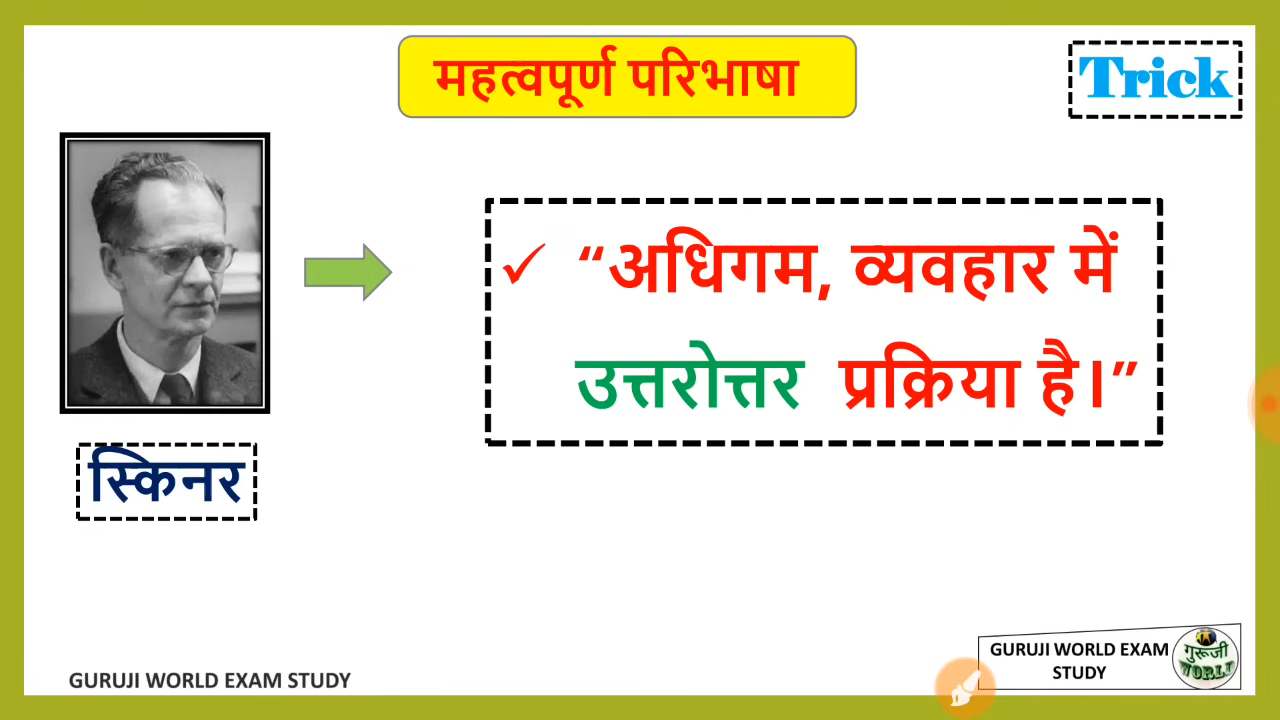 महत्वपूर्ण परिभाषा
Trick
✓ “अधिगम, व्यवहार में
उत्तरोत्तर प्रक्रिया है।”
स्किनर
GURUJI WORLD EXAM STUDY
GURUJI WORLD EXAM
STUDY
गुरूजी
WORLD